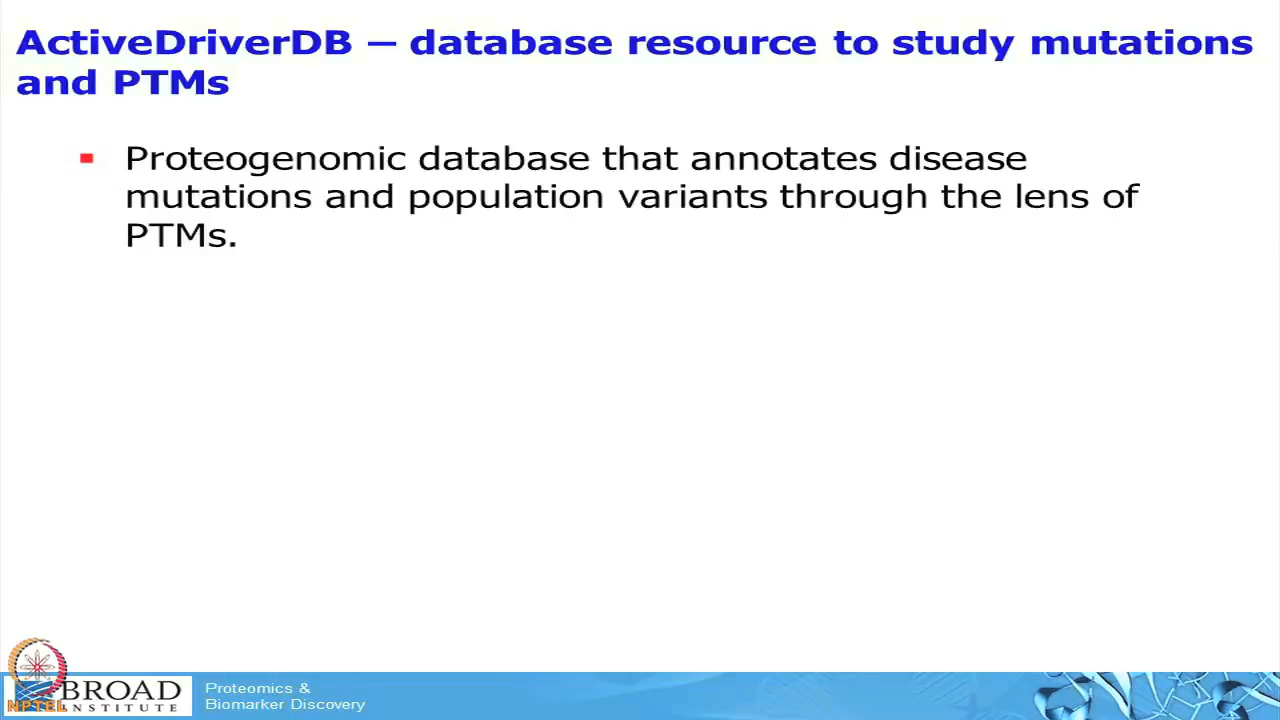 ActiveDriverDB – database resource to study mutations
and PTMs
Proteogenomic database that annotates disease
mutations and population variants through the lens of
PTMs.
BROAD
INSTITUTE
NPTEL
Proteomics &
Biomarker Discovery